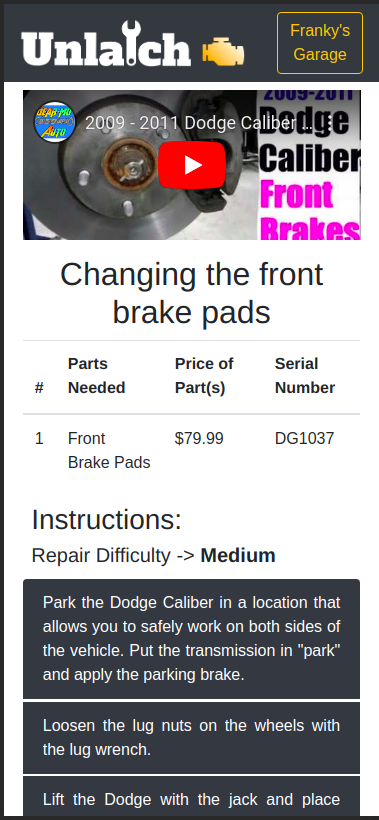 Unlatch
Franky's
Garage
2009 - 2011 Dodge Caliber ...
2009-2011
Dodge
Caliber
Front
Brakes
Changing the front
brake pads
# Parts Needed Price of Part(s) Serial Number
1 Front Brake Pads $79.99 DG1037
Instructions:
Repair Difficulty -> Medium
Park the Dodge Caliber in a location that
allows you to safely work on both sides of
the vehicle. Put the transmission in "park"
and apply the parking brake.
Loosen the lug nuts on the wheels with
the lug wrench.
Lift the Dodge with the jack and place